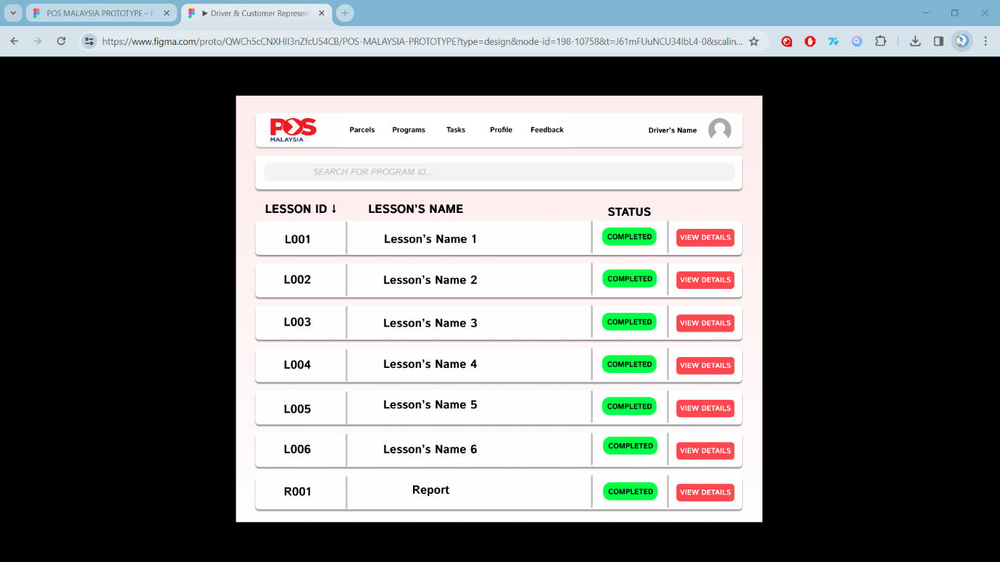 POS MALAYSIA PROTOTYPE – F
Driver & Customer Represen
https://www.figma.com/proto/QWCh5cCNXHII3nZfcU54CB/POS-MALAYSIA-PROTOTYPE?type=design&node-id=198-10758&t=J61mFUuNCU34IbL4-0&scalin...
POS
MALAYSIA
Parcels Programs Tasks Profile Feedback Driver's Name
SEARCH FOR PROGRAM ID...
LESSON ID ↓ LESSON'S NAME STATUS
L001 Lesson's Name 1 COMPLETED VIEW DETAILS
L002 Lesson's Name 2 COMPLETED VIEW DETAILS
L003 Lesson's Name 3 COMPLETED VIEW DETAILS
L004 Lesson's Name 4 COMPLETED VIEW DETAILS
L005 Lesson's Name 5 COMPLETED VIEW DETAILS
L006 Lesson's Name 6 COMPLETED VIEW DETAILS
R001 Report COMPLETED VIEW DETAILS